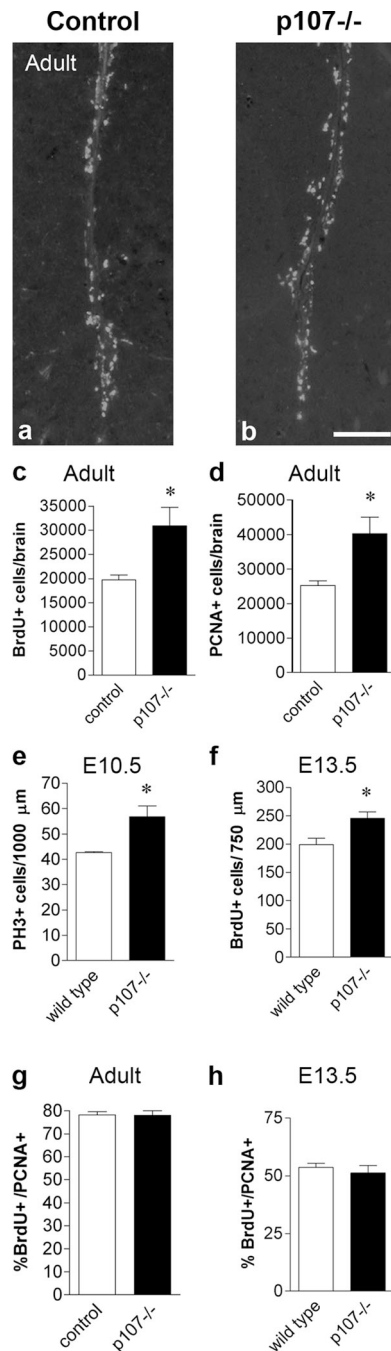 Control p107-/-
Adult
a b
c Adult
BrdU+ cells/brain
35000
30000
25000
20000
15000
10000
5000
0
*
control p107-/-
d Adult
PCNA+ cells/brain
50000
40000
30000
20000
10000
0
*
control p107-/-
e E10.5
PH3+ cells/1000 µm
70
60
50
40
30
20
10
0
*
wild type p107-/-
f E13.5
BrdU+ cells/ 750 µm
300
250
200
150
100
50
0
*
wild type p107-/-
g Adult
%BrdU+ /PCNA+
80
70
60
50
40
30
20
10
0
control p107-/-
h E13.5
% BrdU+/PCNA+
75
50
25
0
wild type p107-/-